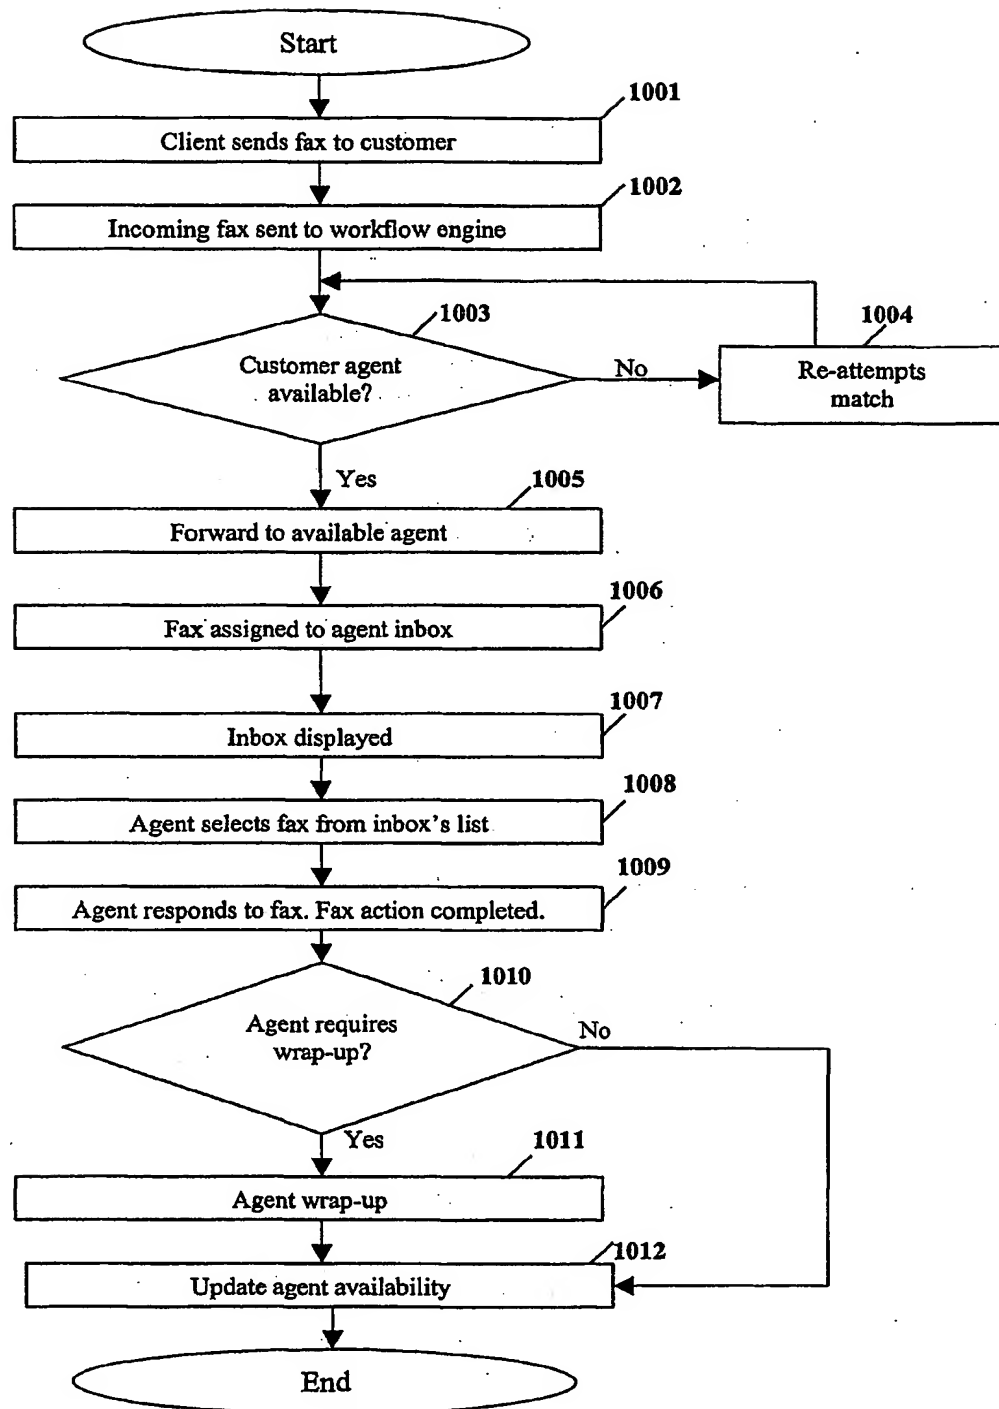 Start
1001
Client sends fax to customer
1002
Incoming fax sent to workflow engine
1003
Customer agent
available?
No
1004
Re-attempts
match
Yes
1005
Forward to available agent
1006
Fax assigned to agent inbox
1007
Inbox displayed
1008
Agent selects fax from inbox's list
1009
Agent responds to fax. Fax action completed.
1010
Agent requires
wrap-up?
No
Yes
1011
Agent wrap-up
1012
Update agent availability
End